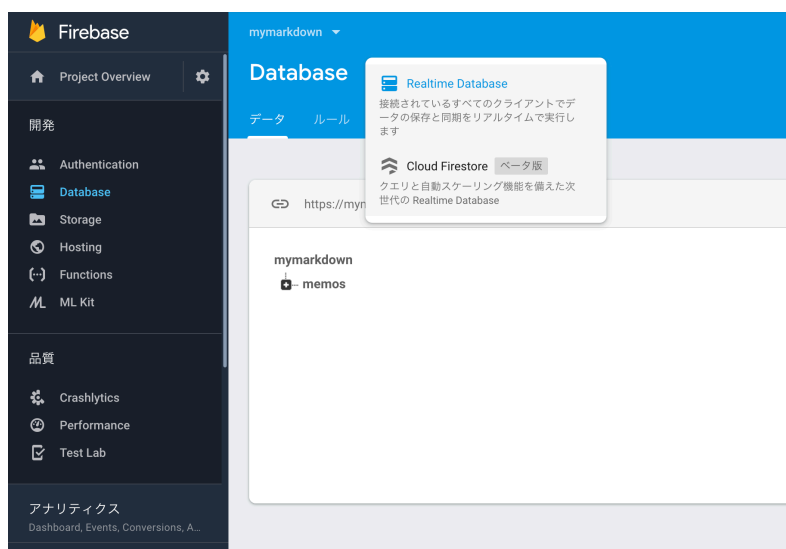 Firebase
Project Overview
開発
Authentication
Database
Storage
Hosting
Functions
ML Kit
品質
Crashlytics
Performance
Test Lab
アナリティクス
Dashboard, Events, Conversions, A...
mymarkdown
Database
データ
ルール
Realtime Database
接続されているすべてのクライアントでデ
ータの保存と同期をリアルタイムで実行し
ます
Cloud Firestore ベータ版
クエリと自動スケーリング機能を備えた次
世代の Realtime Database
https://myr
mymarkdown
memos